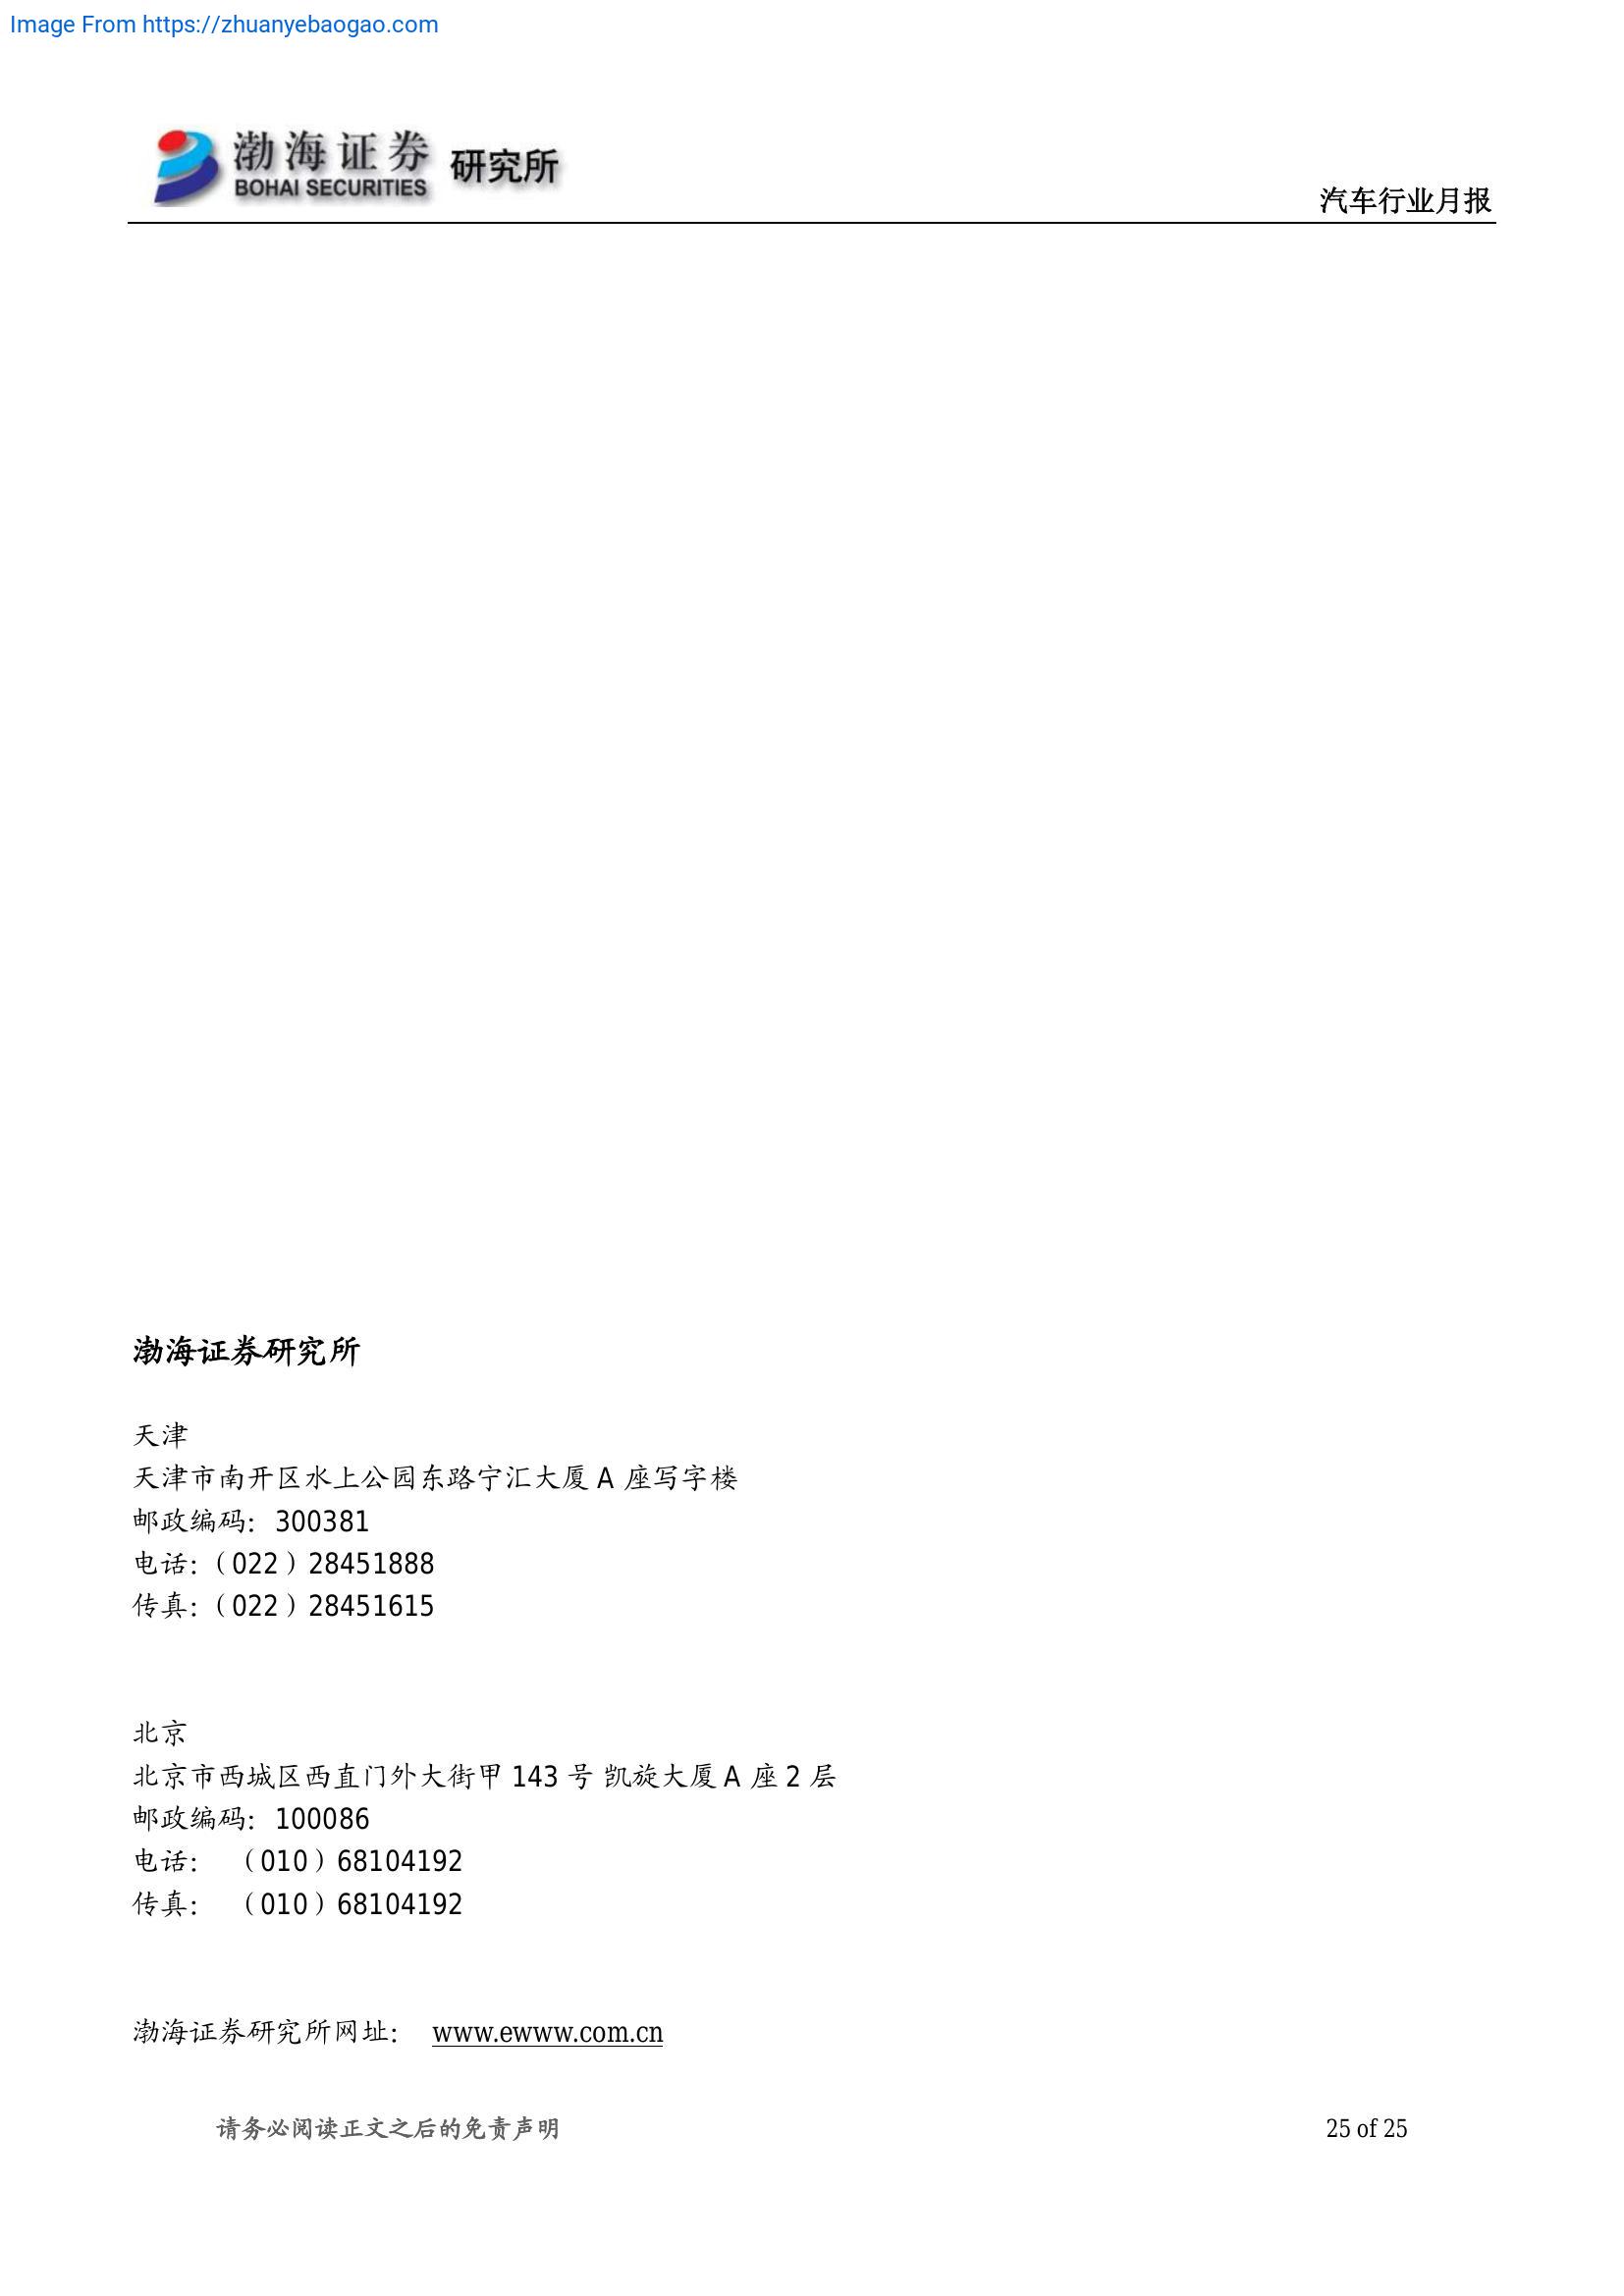 Image From https://zhuanyebaogao.com
渤海证券 研究所
BOHAI SECURITIES
汽车行业月报
渤海证券研究所
天津
天津市南开区水上公园东路宁汇大厦 A 座写字楼
邮政编码：300381
电话：（022）28451888
传真：（022）28451615
北京
北京市西城区西直门外大街甲 143 号 凯旋大厦 A 座 2 层
邮政编码：100086
电话： （010）68104192
传真： （010）68104192
渤海证券研究所网址： www.ewww.com.cn
请务必阅读正文之后的免责声明 25 of 25